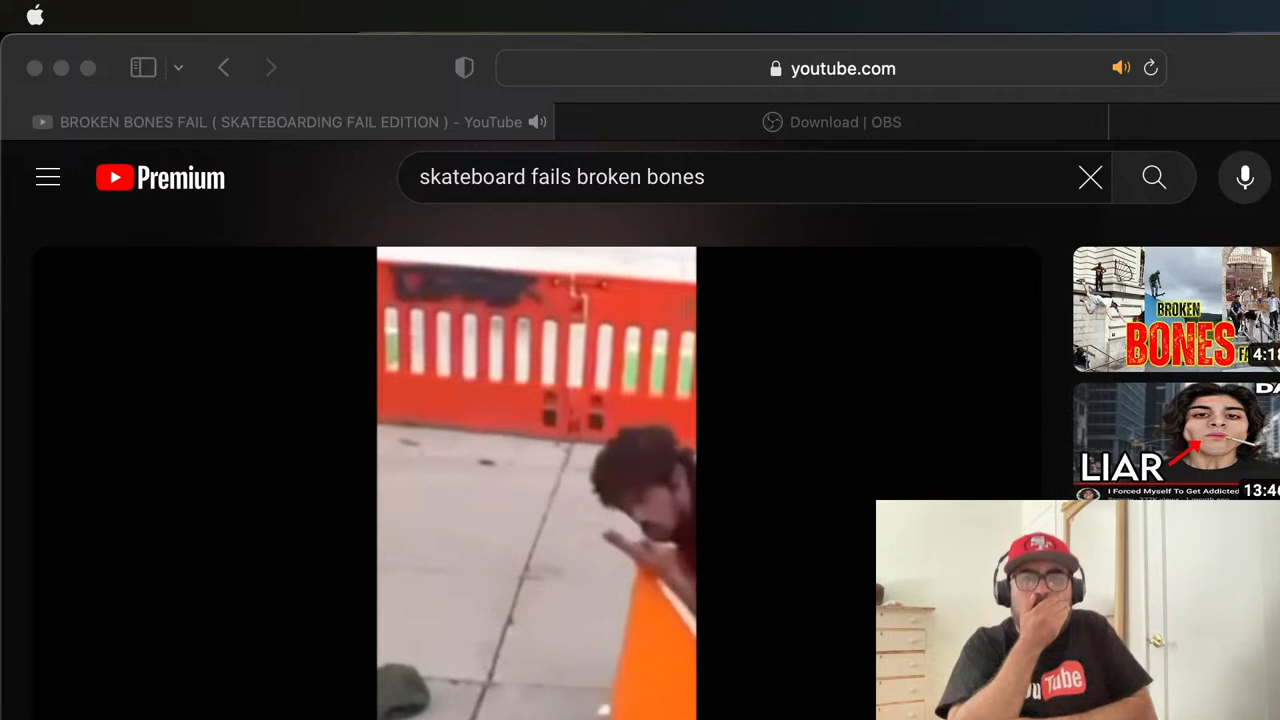 youtube.com
BROKEN BONES FAIL ( SKATEBOARDING FAIL EDITION ) - YouTube
Download | OBS
Premium
skateboard fails broken bones
BROKEN
BONES
4:18
LIAR
I Forced Myself To Get Addicted
13:46
YouTube